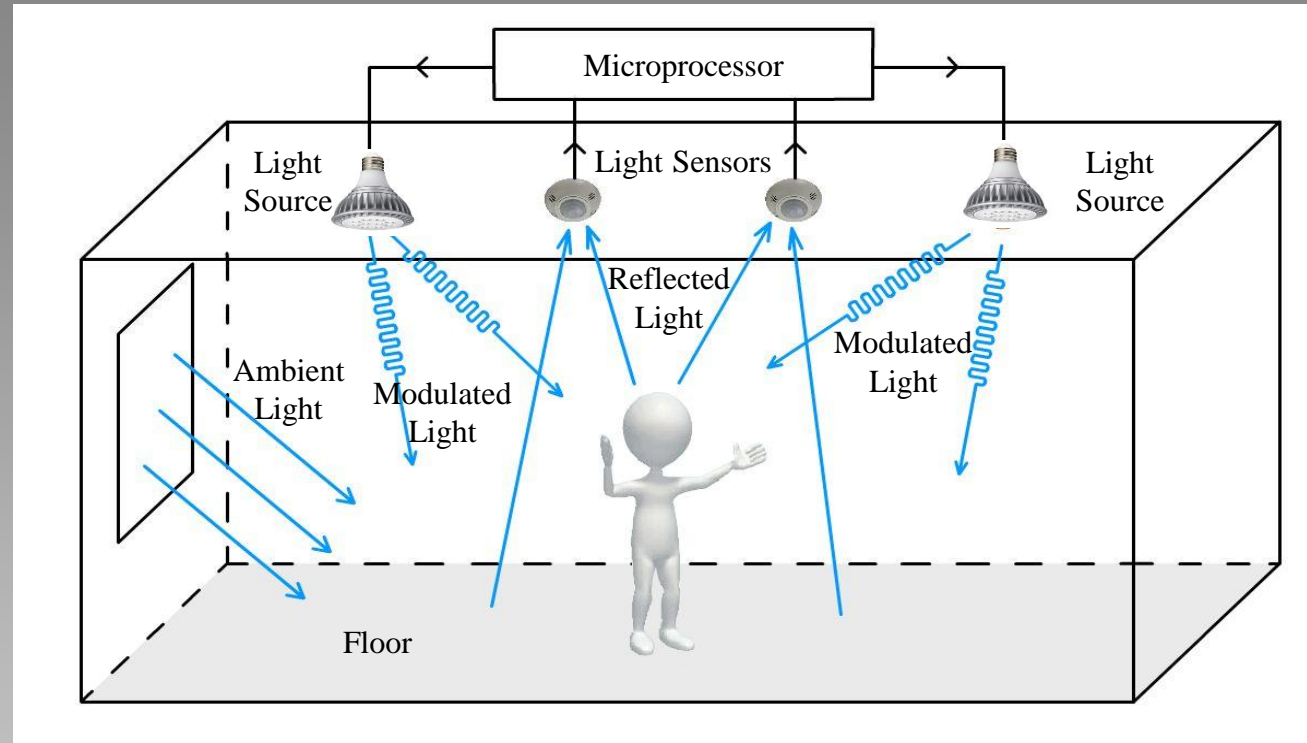 Microprocessor
Light
Source
Light Sensors
Light
Source
Reflected
Light
Modulated
Light
Ambient
Light
Modulated
Light
Floor